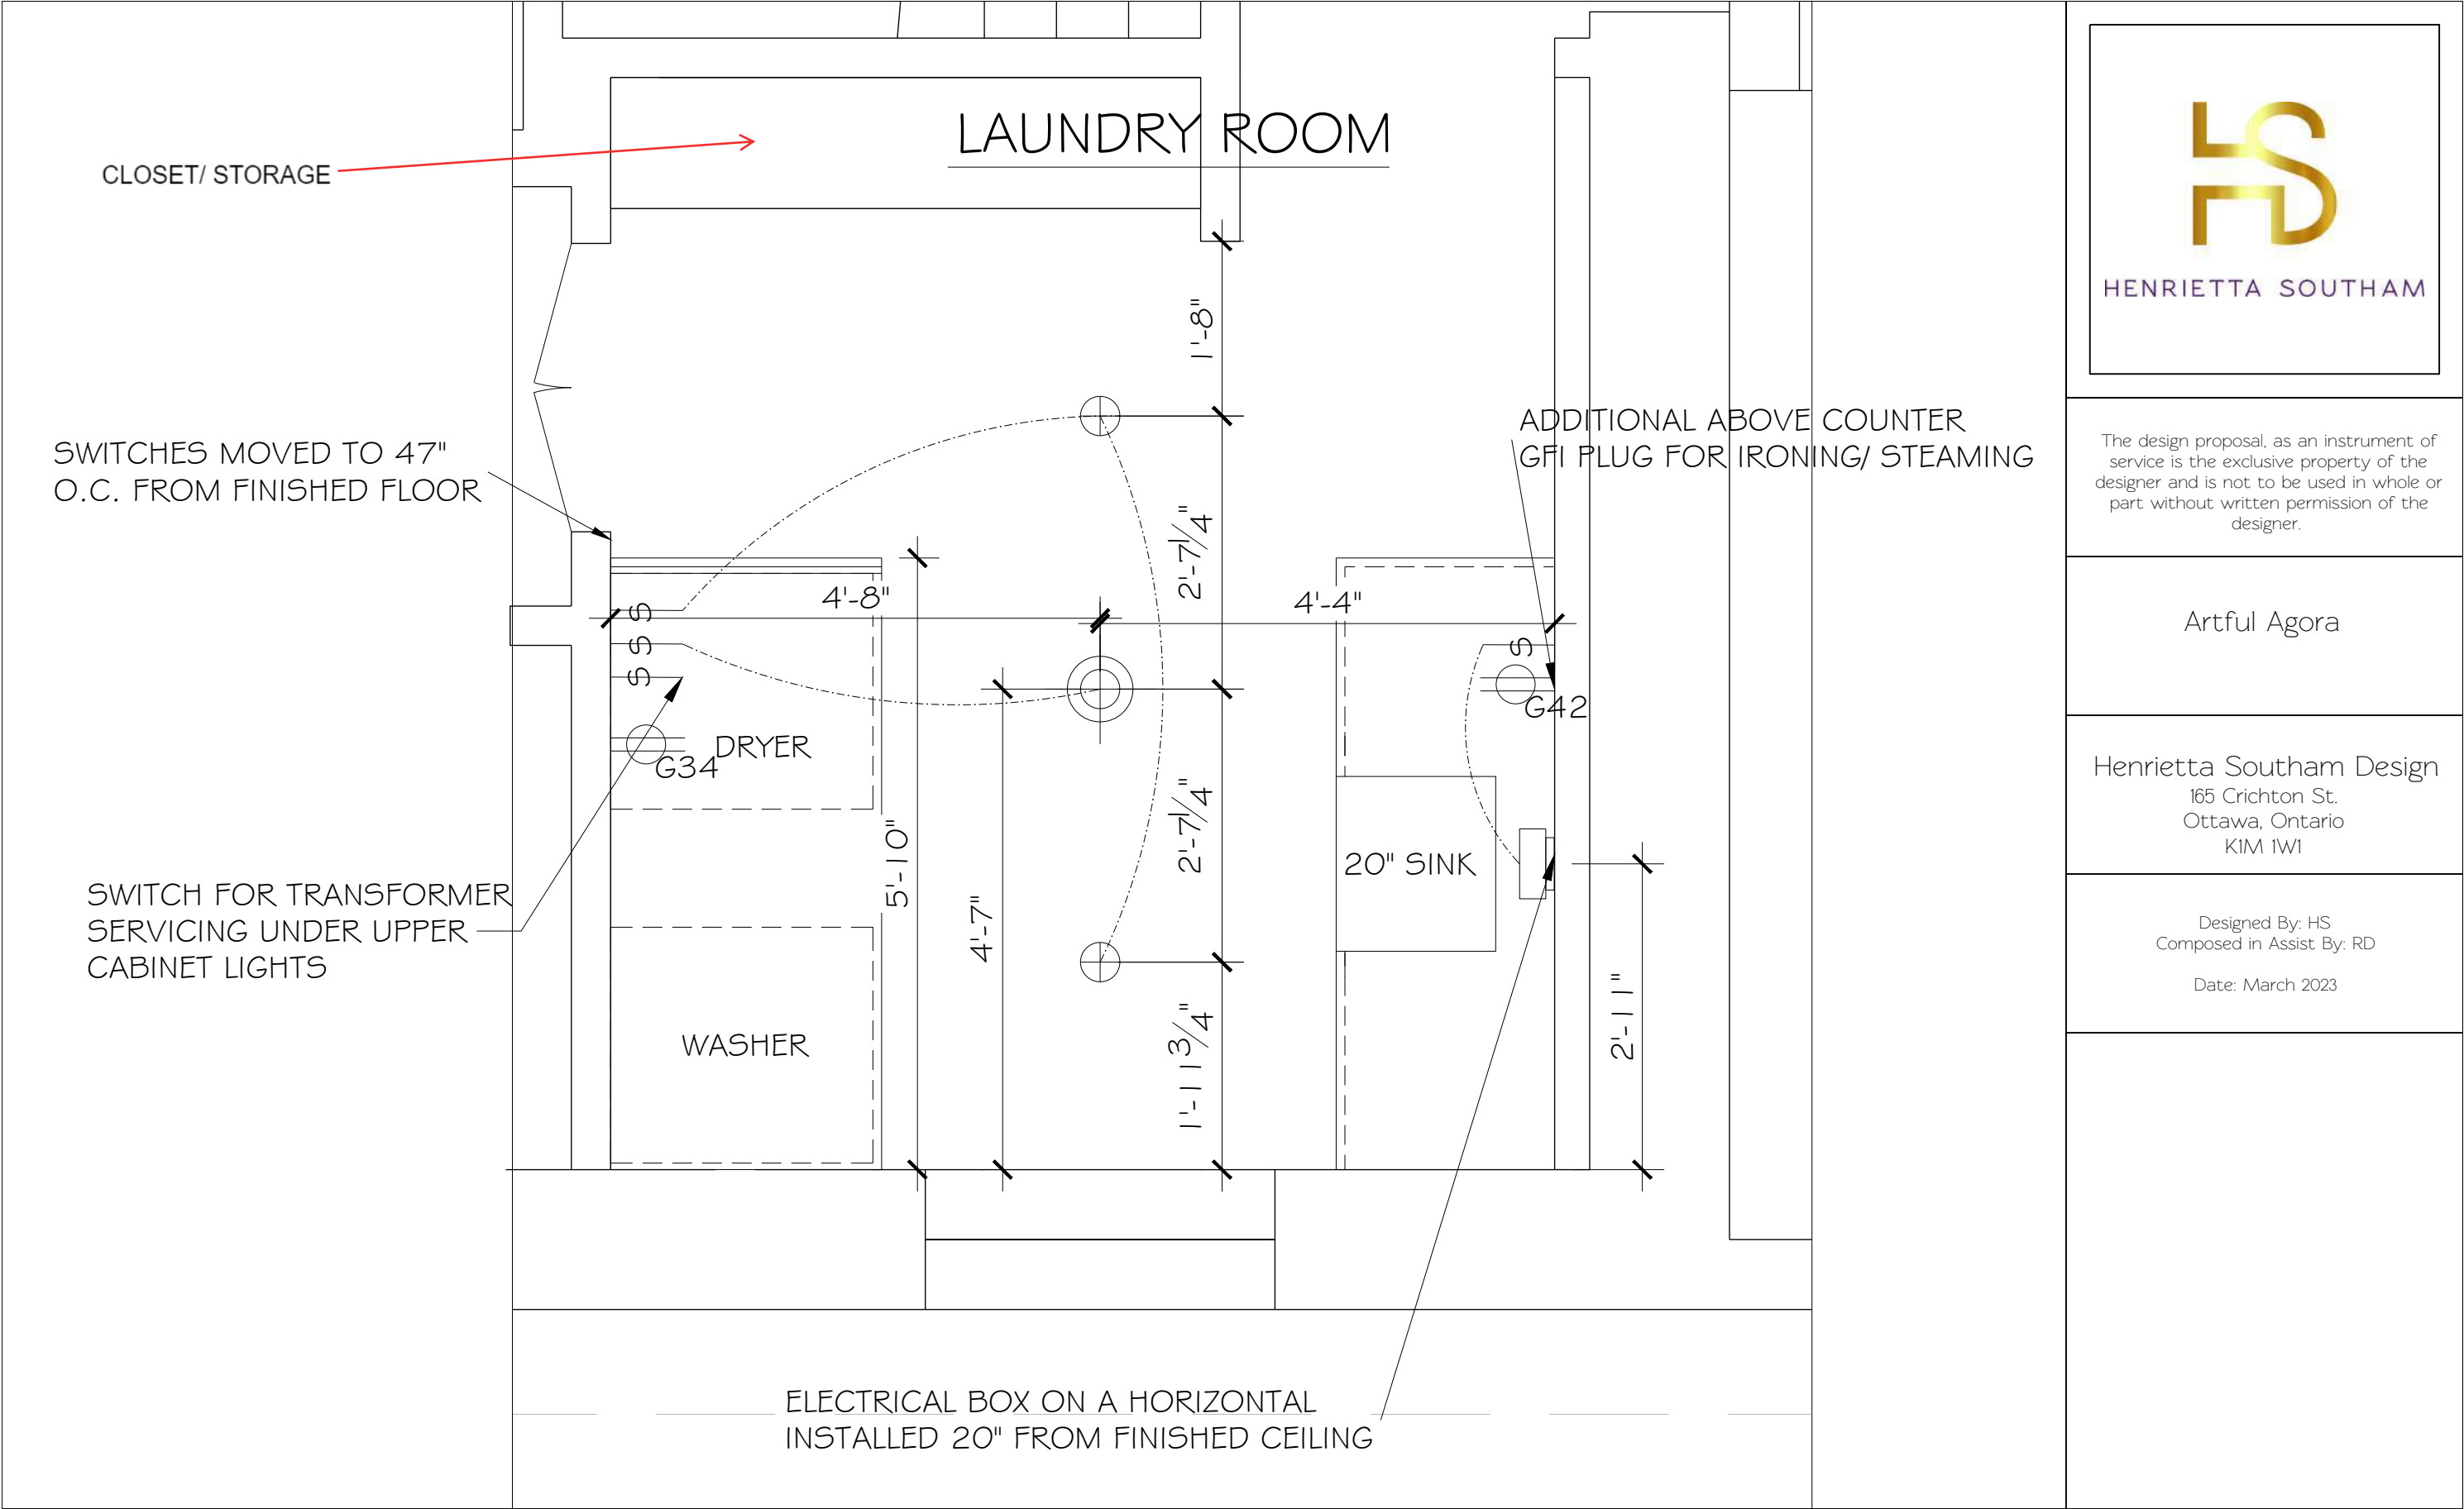 LAUNDRY ROOM
CLOSET/ STORAGE
1'-8"
ADDITIONAL ABOVE COUNTER
GFI PLUG FOR IRONING/ STEAMING
SWITCHES MOVED TO 47"
O.C. FROM FINISHED FLOOR
2'-7 1/4"
4'-8"
4'-4"
S
S
S
S
G42
DRYER
G34
2'-7 1/4"
5'-10"
20" SINK
4'-7"
SWITCH FOR TRANSFORMER
SERVICING UNDER UPPER
CABINET LIGHTS
2'-11"
WASHER
1'-11 3/4"
ELECTRICAL BOX ON A HORIZONTAL
INSTALLED 20" FROM FINISHED CEILING
HS
HENRIETTA SOUTHAM
The design proposal, as an instrument of
service is the exclusive property of the
designer and is not to be used in whole or
part without written permission of the
designer.
Artful Agora
Henrietta Southam Design
165 Crichton St.
Ottawa, Ontario
K1M 1W1
Designed By: HS
Composed in Assist By: RD
Date: March 2023